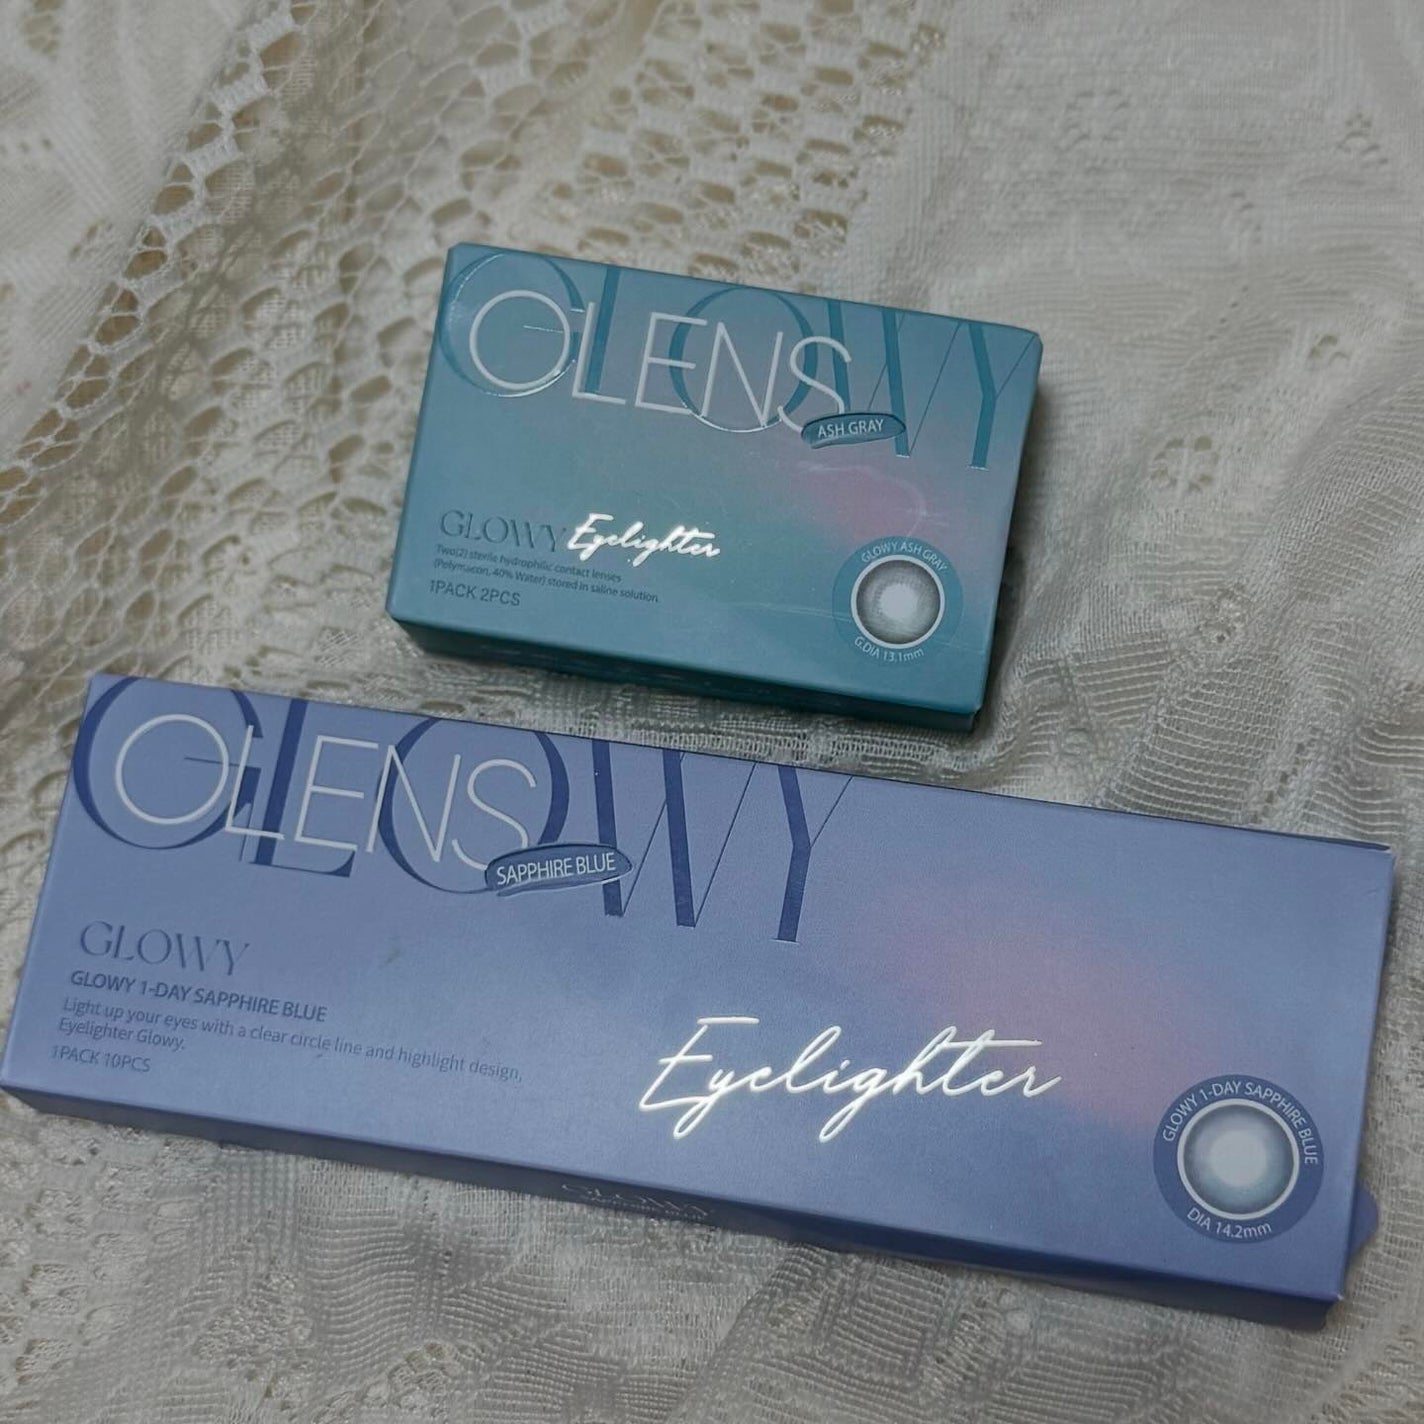 GLOWY
OLENS
ASH GRAY
GLOWY Eyelighter
Two(2) sterile hydrophilic contact lenses
(Polymacon, 40% Water) stored in saline solution.
1PACK 2PCS
GLOWY ASH GRAY
G.DIA 13.1mm
GLOWY
OLENS
SAPPHIRE BLUE
GLOWY
GLOWY 1-DAY SAPPHIRE BLUE
Light up your eyes with a clear circle line and highlight design,
Eyelighter Glowy.
1PACK 10PCS
Eyelighter
GLOWY 1-DAY SAPPHIRE BLUE
DIA 14.2mm
GLOWY